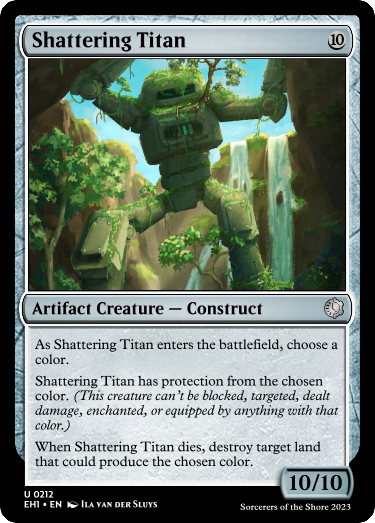 Shattering Titan 10
Artifact Creature — Construct
As Shattering Titan enters the battlefield, choose a
color.
Shattering Titan has protection from the chosen
color. (This creature can't be blocked, targeted, dealt
damage, enchanted, or equipped by anything with that
color.)
When Shattering Titan dies, destroy target land
that could produce the chosen color.
10/10
U 0212
EH1 • EN Ila van der Sluys
Sorcerers of the Shore 2023